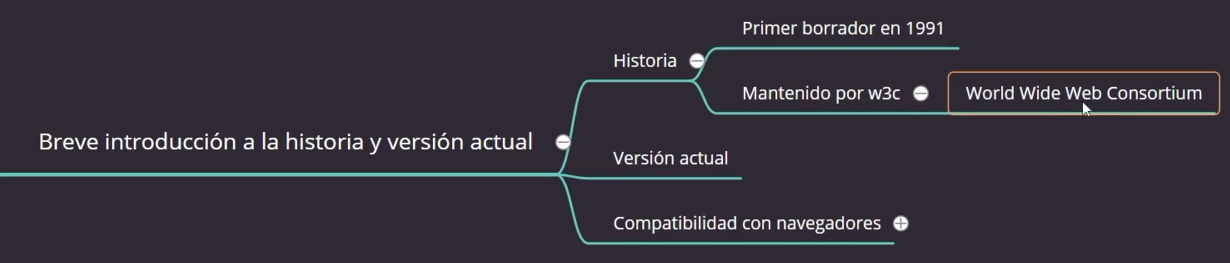 Breve introducción a la historia y versión actual
Historia
Primer borrador en 1991
Mantenido por w3c
World Wide Web Consortium
Versión actual
Compatibilidad con navegadores